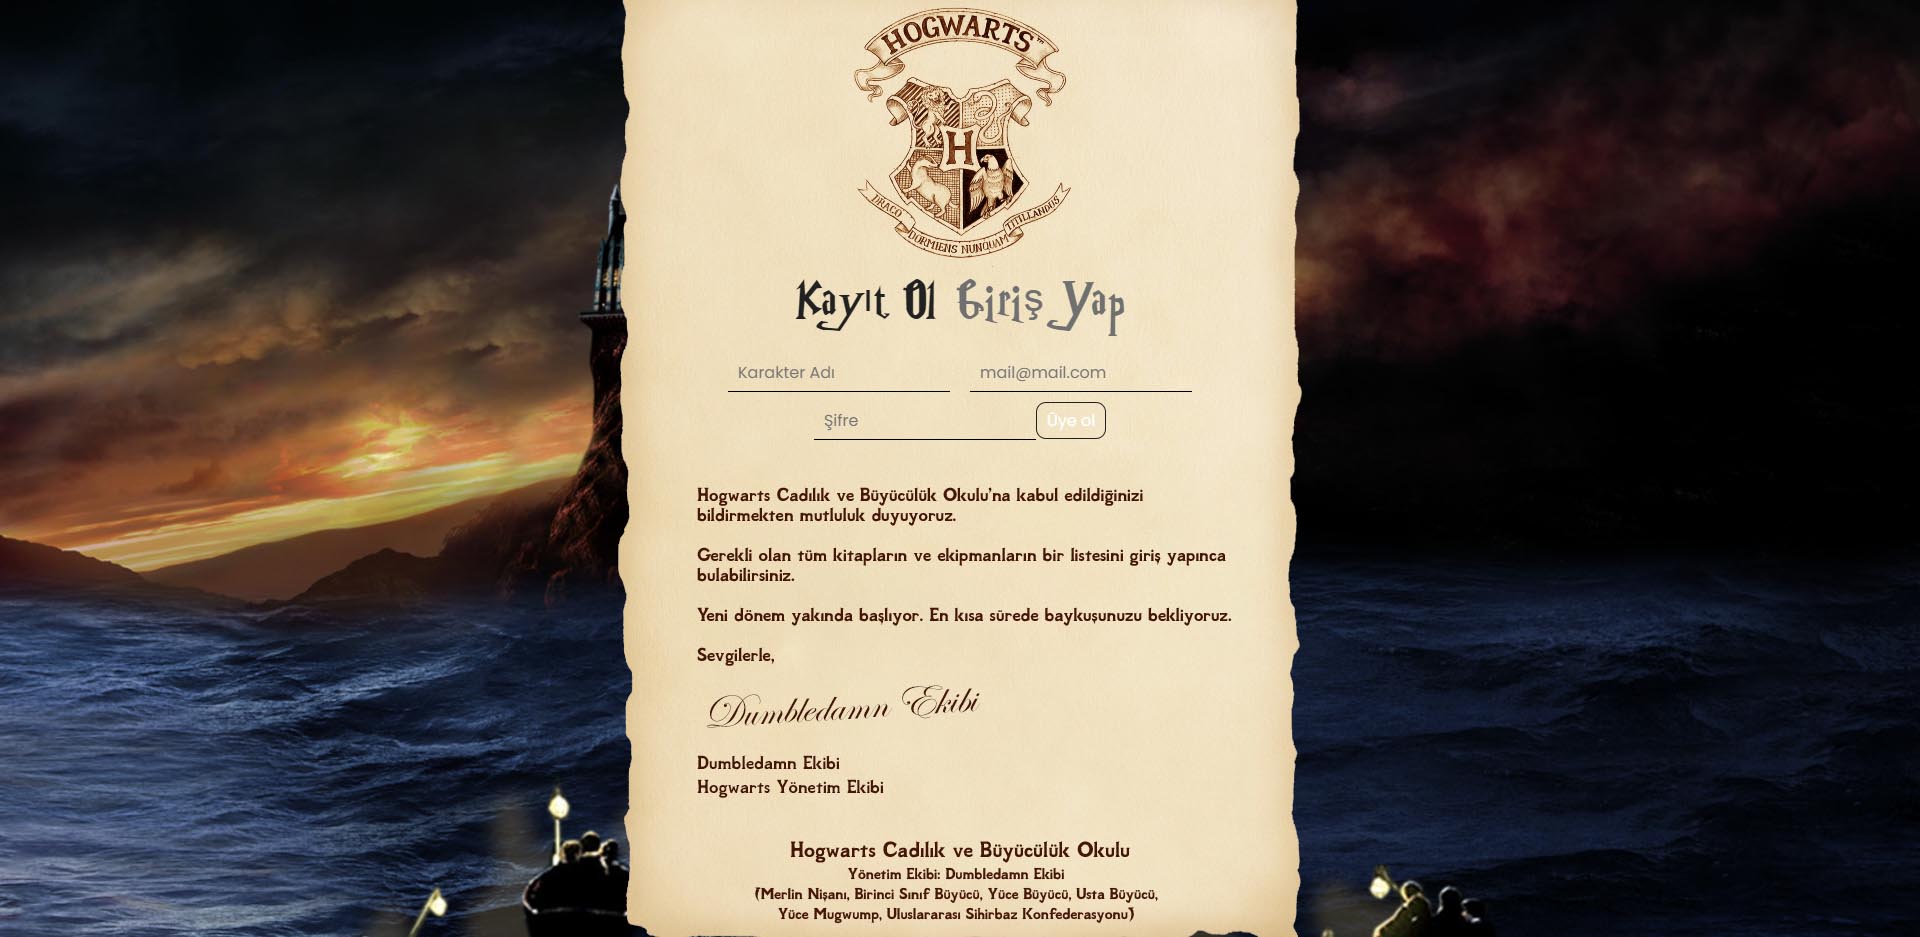 HOGWARTS™
H
DRACO DORMIENS NUNQUAM TITILLANDUS
Kayıt Ol Giriş Yap
Karakter Adı mail@mail.com
Şifre Üye ol
Hogwarts Cadılık ve Büyücülük Okulu'na kabul edildiğinizi
bildirmekten mutluluk duyuyoruz.
Gerekli olan tüm kitapların ve ekipmanların bir listesini giriş yapınca
bulabilirsiniz.
Yeni dönem yakında başlıyor. En kısa sürede baykuşunuzu bekliyoruz.
Sevgilerle,
Dumbledamn Ekibi
Dumbledamn Ekibi
Hogwarts Yönetim Ekibi
Hogwarts Cadılık ve Büyücülük Okulu
Yönetim Ekibi: Dumbledamn Ekibi
(Merlin Nişanı, Birinci Sınıf Büyücü, Yüce Büyücü, Usta Büyücü,
Yüce Mugwump, Uluslararası Sihirbaz Konfederasyonu)